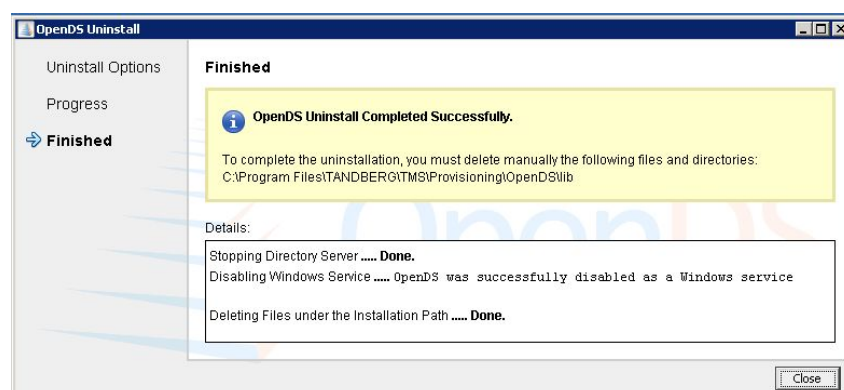 OpenDS Uninstall
Uninstall Options
Progress
Finished
Finished
OpenDS Uninstall Completed Successfully.
To complete the uninstallation, you must delete manually the following files and directories:
C:\Program Files\TANDBERG\TMS\Provisioning\OpenDS\lib
OpenDS
Details:
Stopping Directory Server ..... Done.
Disabling Windows Service ..... OpenDS was successfully disabled as a Windows service
Deleting Files under the Installation Path ..... Done.
Close